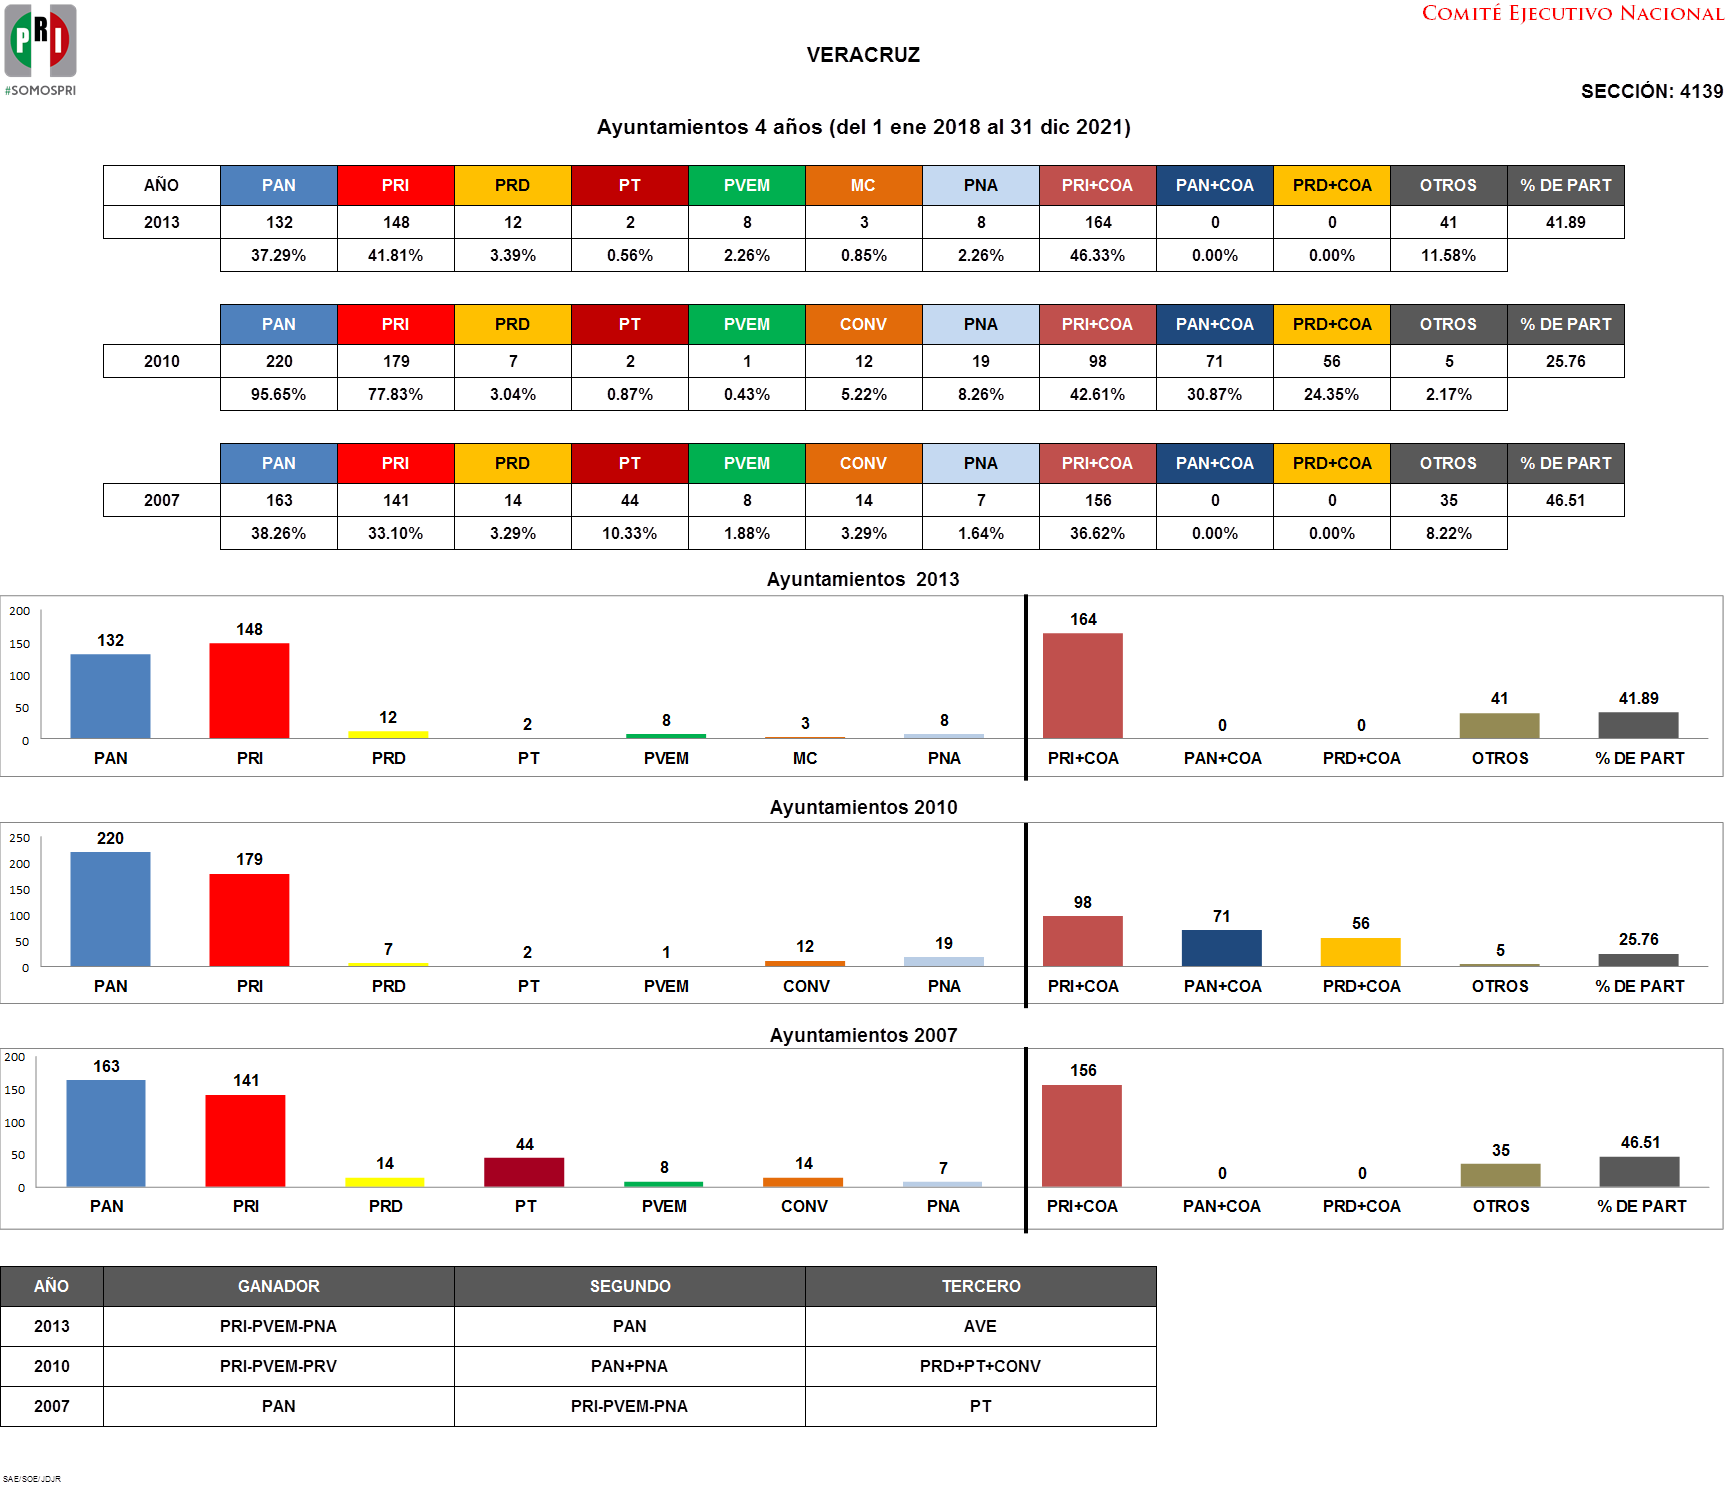 PRI
#SOMOSPRI
COMITÉ EJECUTIVO NACIONAL
VERACRUZ
SECCIÓN: 4139
Ayuntamientos 4 años (del 1 ene 2018 al 31 dic 2021)
AÑO PAN PRI PRD PT PVEM MC PNA PRI+COA PAN+COA PRD+COA OTROS % DE PART
2013 132 148 12 2 8 3 8 164 0 0 41 41.89
37.29% 41.81% 3.39% 0.56% 2.26% 0.85% 2.26% 46.33% 0.00% 0.00% 11.58%
PAN PRI PRD PT PVEM CONV PNA PRI+COA PAN+COA PRD+COA OTROS % DE PART
2010 220 179 7 2 1 12 19 98 71 56 5 25.76
95.65% 77.83% 3.04% 0.87% 0.43% 5.22% 8.26% 42.61% 30.87% 24.35% 2.17%
PAN PRI PRD PT PVEM CONV PNA PRI+COA PAN+COA PRD+COA OTROS % DE PART
2007 163 141 14 44 8 14 7 156 0 0 35 46.51
38.26% 33.10% 3.29% 10.33% 1.88% 3.29% 1.64% 36.62% 0.00% 0.00% 8.22%
Ayuntamientos 2013
200
150
100
50
0
132 148 12 2 8 3 8 164 0 0 41 41.89
PAN PRI PRD PT PVEM MC PNA PRI+COA PAN+COA PRD+COA OTROS % DE PART
Ayuntamientos 2010
250
200
150
100
50
0
220 179 7 2 1 12 19 98 71 56 5 25.76
PAN PRI PRD PT PVEM CONV PNA PRI+COA PAN+COA PRD+COA OTROS % DE PART
Ayuntamientos 2007
200
150
100
50
0
163 141 14 44 8 14 7 156 0 0 35 46.51
PAN PRI PRD PT PVEM CONV PNA PRI+COA PAN+COA PRD+COA OTROS % DE PART
AÑO GANADOR SEGUNDO TERCERO
2013 PRI-PVEM-PNA PAN AVE
2010 PRI-PVEM-PRV PAN+PNA PRD+PT+CONV
2007 PAN PRI-PVEM-PNA PT
SAE/SOE/JDJR